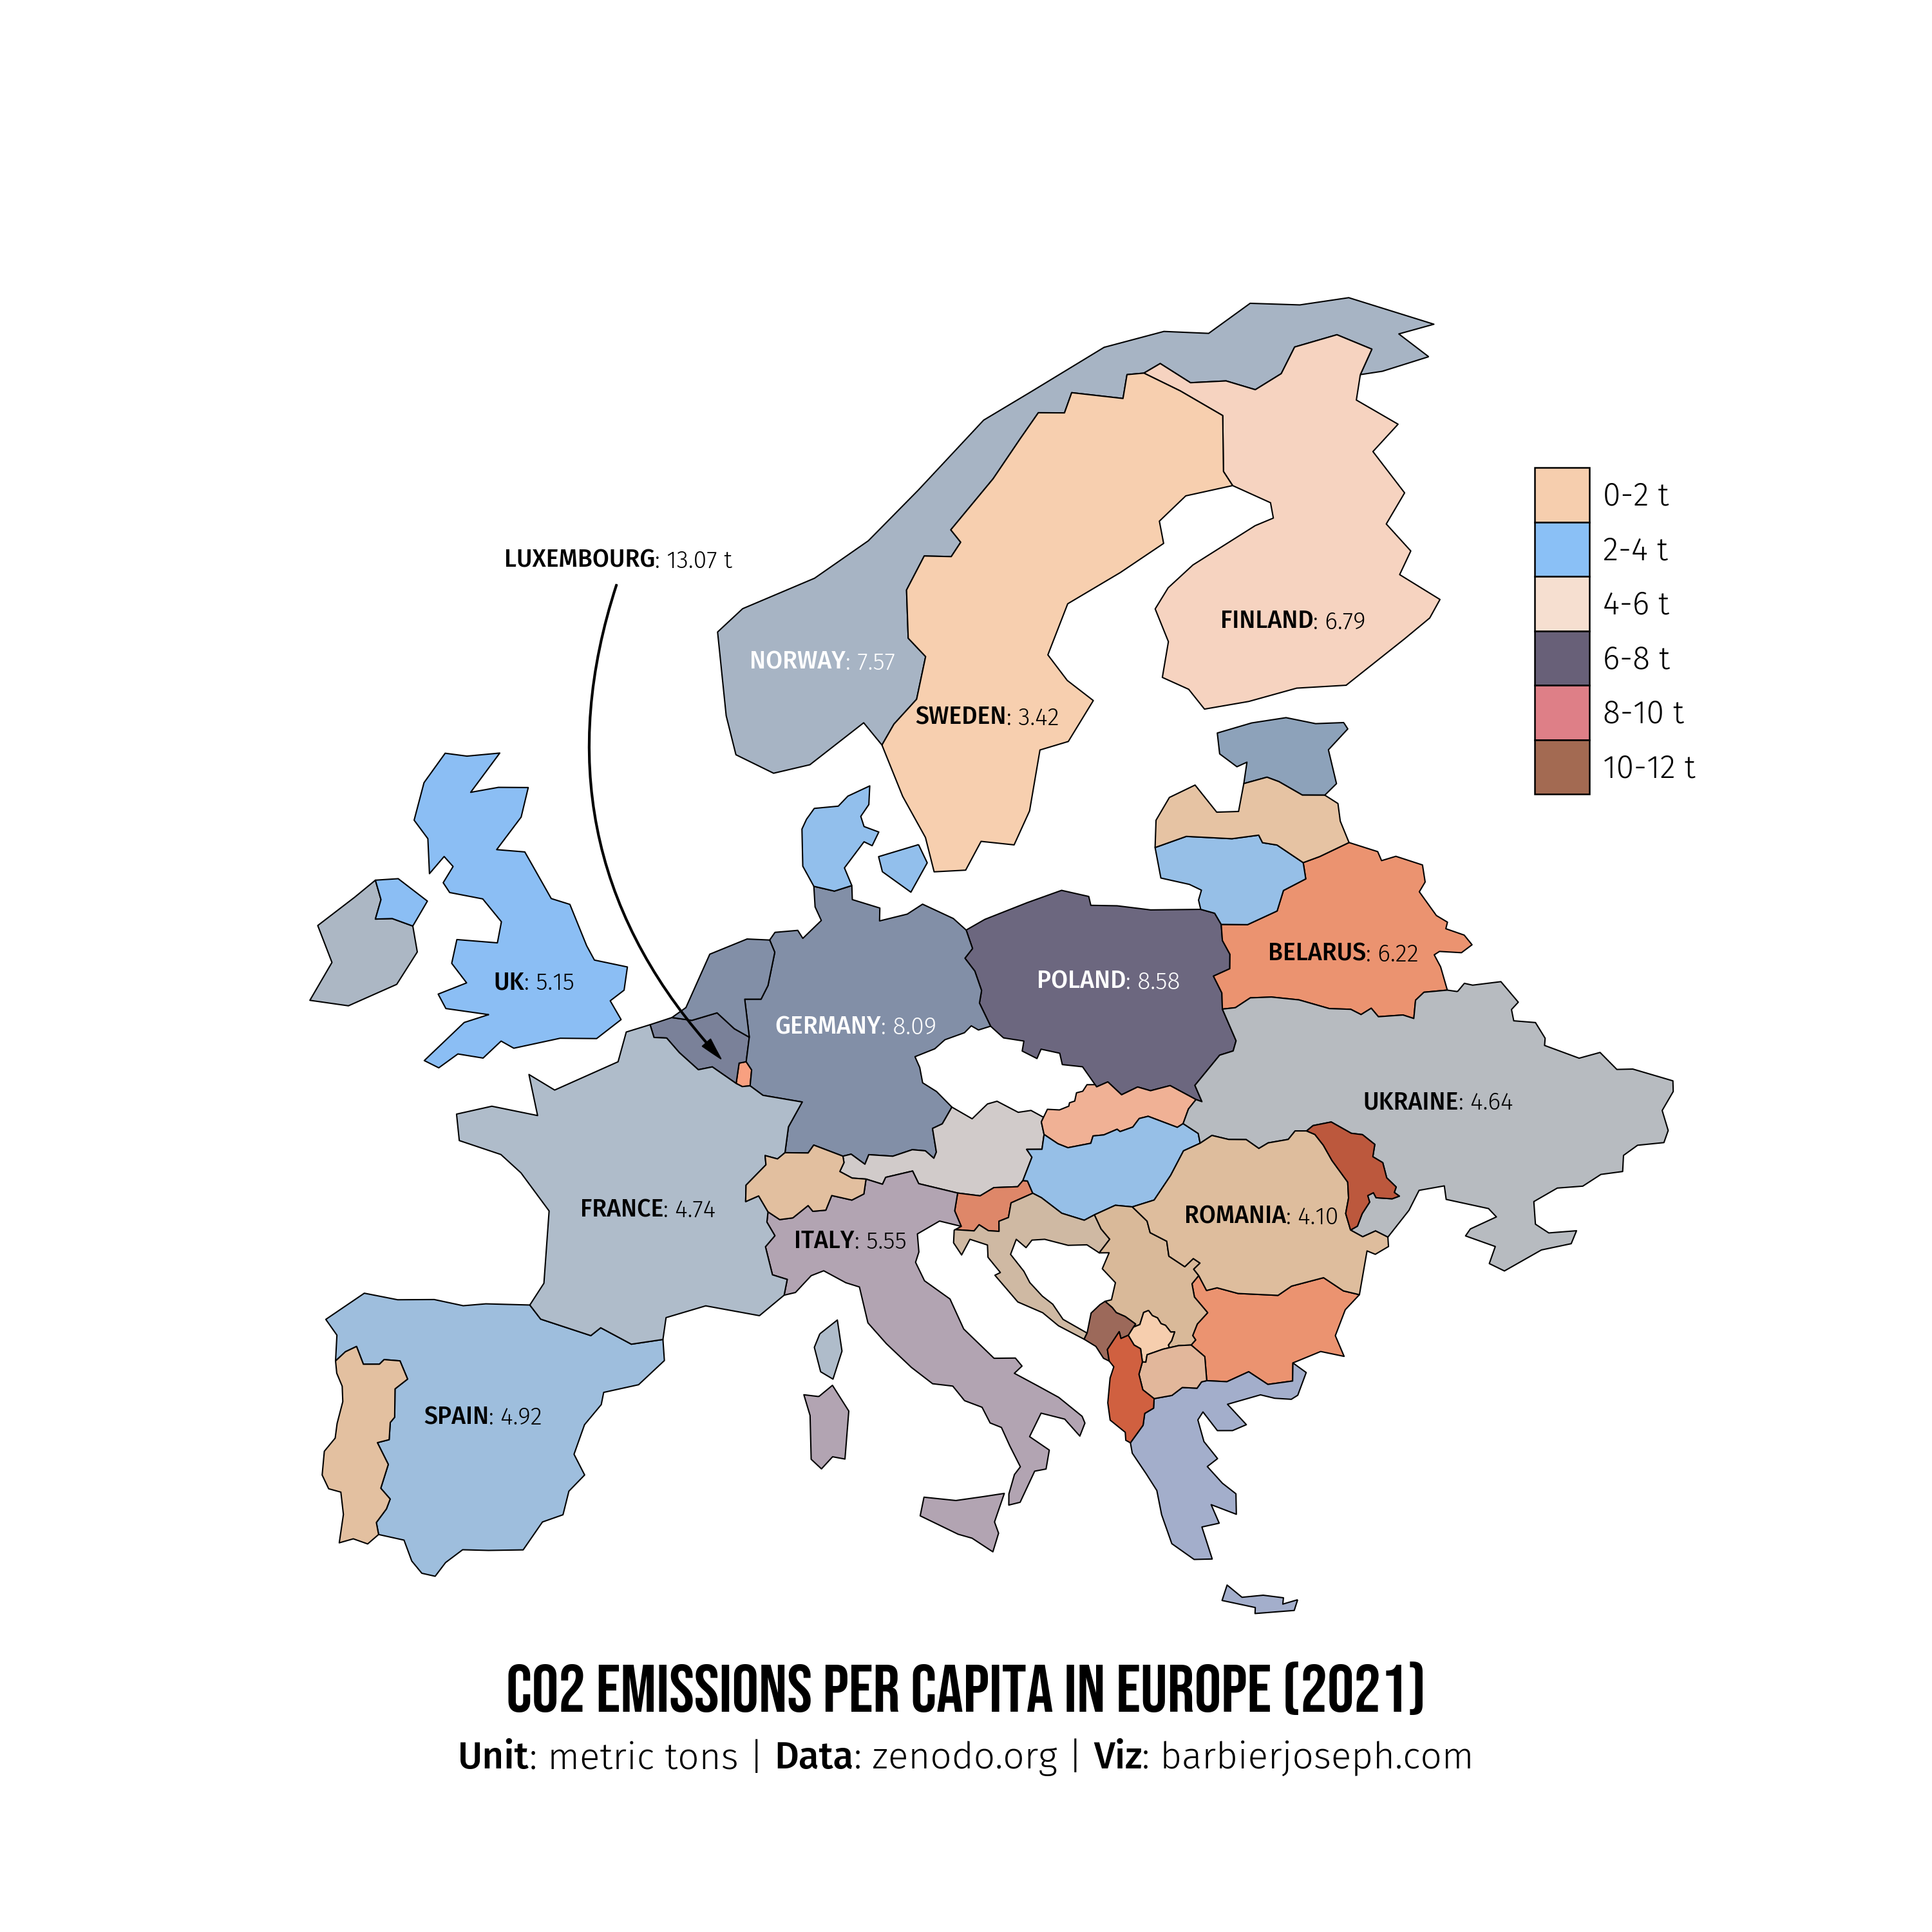 LUXEMBOURG: 13.07 t
NORWAY: 7.57
FINLAND: 6.79
SWEDEN: 3.42
0-2 t
2-4 t
4-6 t
6-8 t
8-10 t
10-12 t
UK: 5.15
BELARUS: 6.22
POLAND: 8.58
GERMANY: 8.09
UKRAINE: 4.64
FRANCE: 4.74
ROMANIA: 4.10
ITALY: 5.55
SPAIN: 4.92
CO2 EMISSIONS PER CAPITA IN EUROPE (2021)
Unit: metric tons | Data: zenodo.org | Viz: barbierjoseph.com